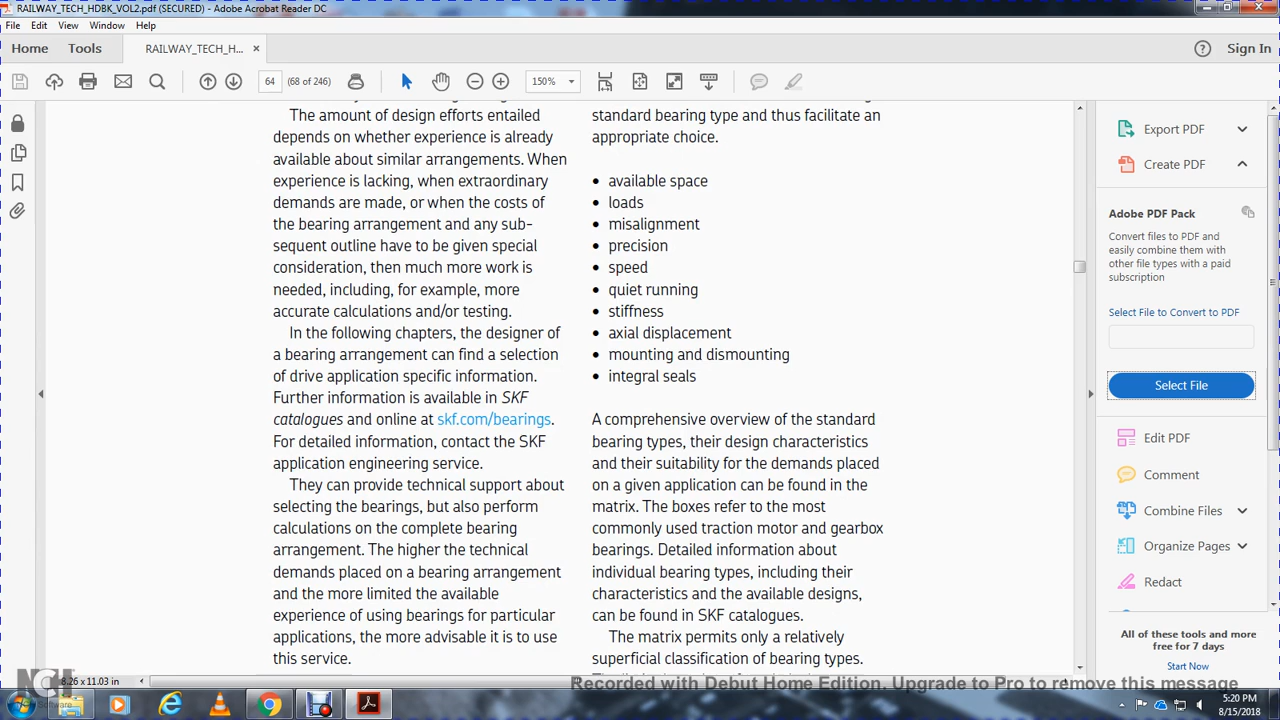 RAILWAY_TECH_HDBK_VOL2.pdf (SECURED) - Adobe Acrobat Reader DC
File Edit View Window Help
Home Tools RAILWAY_TECH_H... × Sign In
64 (68 of 246) 150%
The amount of design efforts entailed
depends on whether experience is already
available about similar arrangements. When
experience is lacking, when extraordinary
demands are made, or when the costs of
the bearing arrangement and any sub-
sequent outline have to be given special
consideration, then much more work is
needed, including, for example, more
accurate calculations and/or testing.
In the following chapters, the designer of
a bearing arrangement can find a selection
of drive application specific information.
Further information is available in SKF
catalogues and online at skf.com/bearings.
For detailed information, contact the SKF
application engineering service.
They can provide technical support about
selecting the bearings, but also perform
calculations on the complete bearing
arrangement. The higher the technical
demands placed on a bearing arrangement
and the more limited the available
experience of using bearings for particular
applications, the more advisable it is to use
this service.
standard bearing type and thus facilitate an
appropriate choice.
• available space
• loads
• misalignment
• precision
• speed
• quiet running
• stiffness
• axial displacement
• mounting and dismounting
• integral seals
A comprehensive overview of the standard
bearing types, their design characteristics
and their suitability for the demands placed
on a given application can be found in the
matrix. The boxes refer to the most
commonly used traction motor and gearbox
bearings. Detailed information about
individual bearing types, including their
characteristics and the available designs,
can be found in SKF catalogues.
The matrix permits only a relatively
superficial classification of bearing types.
Export PDF
Create PDF
Adobe PDF Pack
Convert files to PDF and
easily combine them with
other file types with a paid
subscription
Select File to Convert to PDF
Select File
Edit PDF
Comment
Combine Files
Organize Pages
Redact
All of these tools and more
free for 7 days
Start Now
8.26 x 11.03 in
NCH Software
Recorded with Debut Home Edition. Upgrade to Pro to remove this message
5:20 PM
8/15/2018